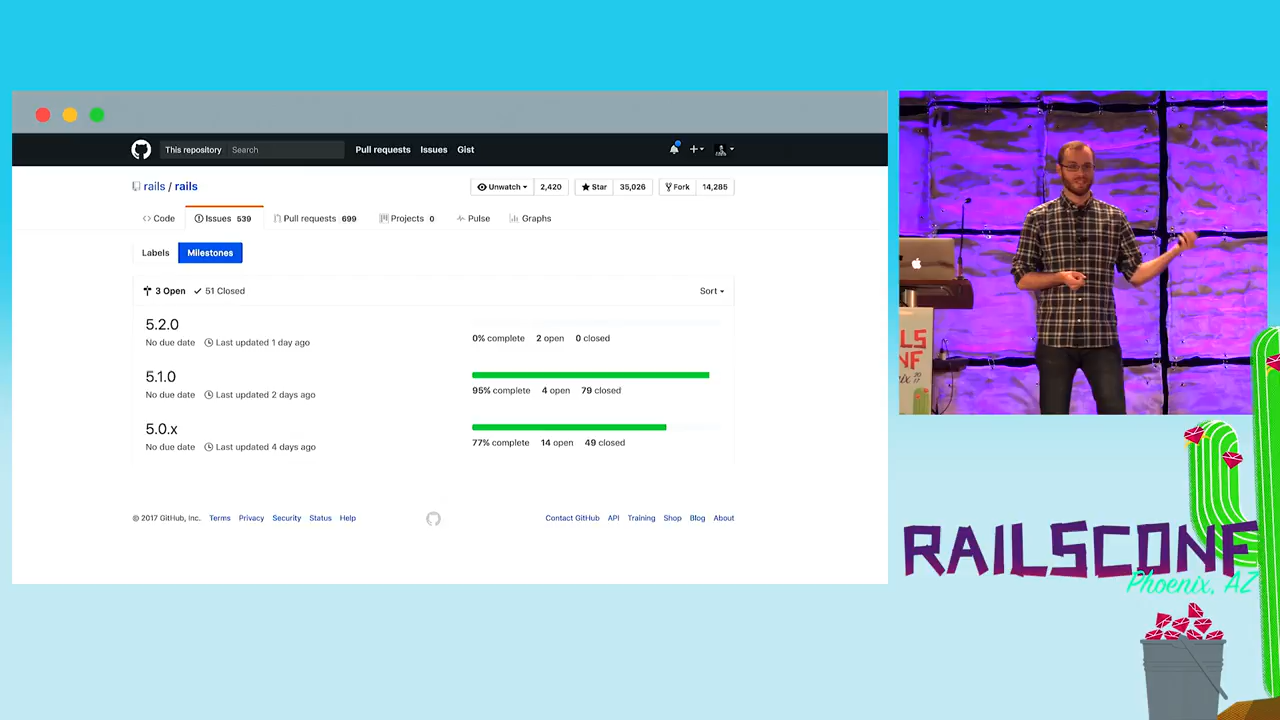 This repository Search Pull requests Issues Gist
rails / rails Unwatch 2,420 Star 35,026 Fork 14,285
Code Issues 539 Pull requests 699 Projects 0 Pulse Graphs
Labels Milestones
3 Open 51 Closed Sort
5.2.0
No due date Last updated 1 day ago 0% complete 2 open 0 closed
5.1.0
No due date Last updated 2 days ago 95% complete 4 open 79 closed
5.0.x
No due date Last updated 4 days ago 77% complete 14 open 49 closed
© 2017 GitHub, Inc. Terms Privacy Security Status Help Contact GitHub API Training Shop Blog About
LS
NF
nix 2017
RAILSCONF
Phoenix, AZ